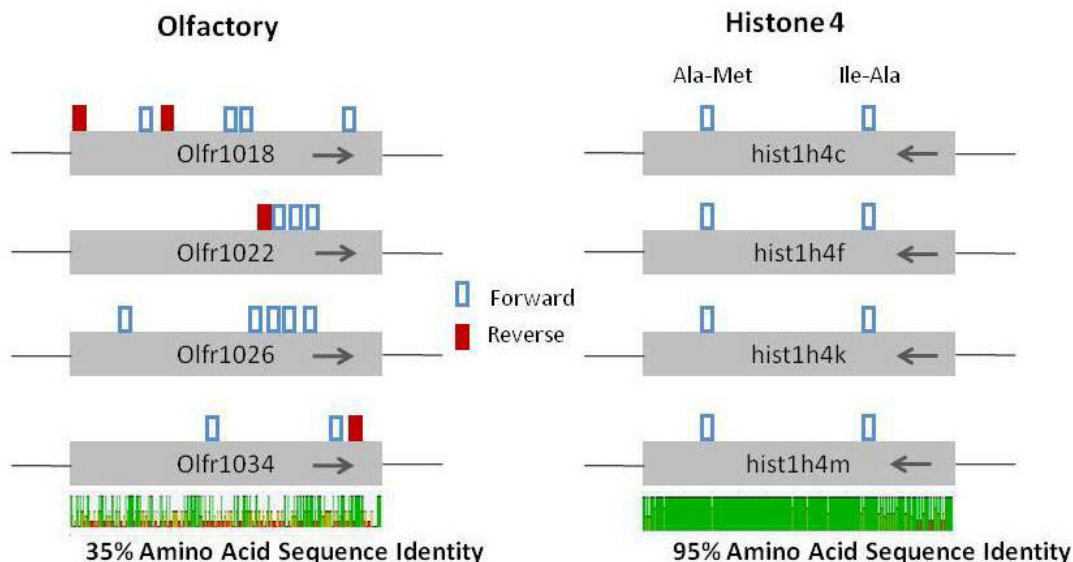 Olfactory
Histone 4
Ala-Met
Ile-Ala
Olfr1018
hist1h4c
Olfr1022
hist1h4f
Forward
Reverse
Olfr1026
hist1h4k
Olfr1034
hist1h4m
35% Amino Acid Sequence Identity
95% Amino Acid Sequence Identity